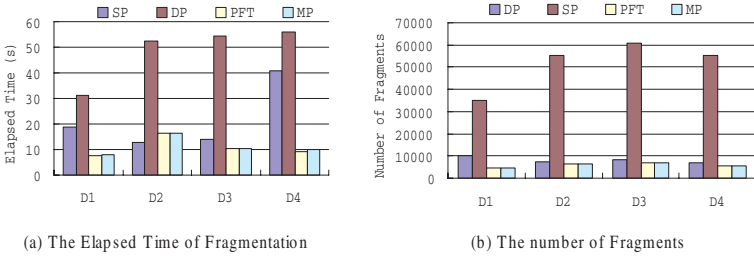 SP DP PFT MP
60
50
40
30
20
10
0
Elapsed Time (s)
D1 D2 D3 D4
(a) The Elapsed Time of Fragmentation
DP SP PFT MP
70000
60000
50000
40000
30000
20000
10000
0
Number of Fragments
D1 D2 D3 D4
(b) The number of Fragments